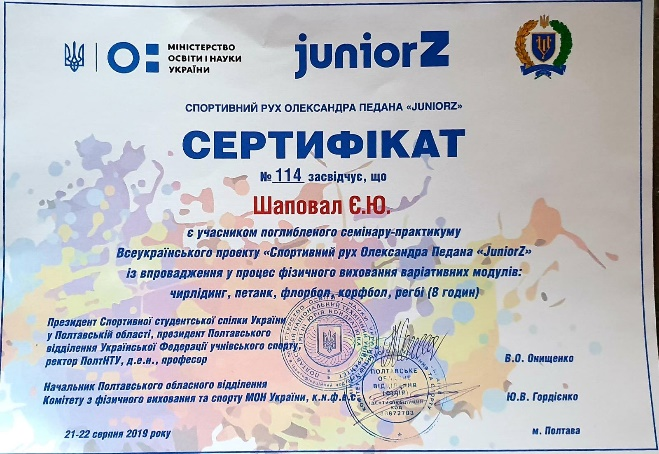 МІНІСТЕРСТВО
ОСВІТИ І НАУКИ
УКРАЇНИ
juniorZ
СПОРТИВНИЙ РУХ ОЛЕКСАНДРА ПЕДАНА «JUNIORZ»
СЕРТИФІКАТ
№ 114 засвідчує, що
Шаповал Є.Ю.
є учасником поглибленого семінару-практикуму
Всеукраїнського проекту «Спортивний рух Олександра Педана «JuniorZ»
із впровадження у процес фізичного виховання варіативних модулів:
чирлідинг, петанк, флорбол, корфбол, регбі (8 годин)
Президент Спортивної студентської спілки України
у Полтавській області, президент Полтавського
відділення Української Федерації учнівського спорту,
ректор ПолтНТУ, д.е.н., професор
В.О. Онищенко
Начальник Полтавського обласного відділення
Комітету з фізичного виховання та спорту МОН України, к.н.ф.в.с.
Ю.В. Гордієнко
ПОЛТАВСЬКЕ
21-22 серпня 2019 року
м. Полтава